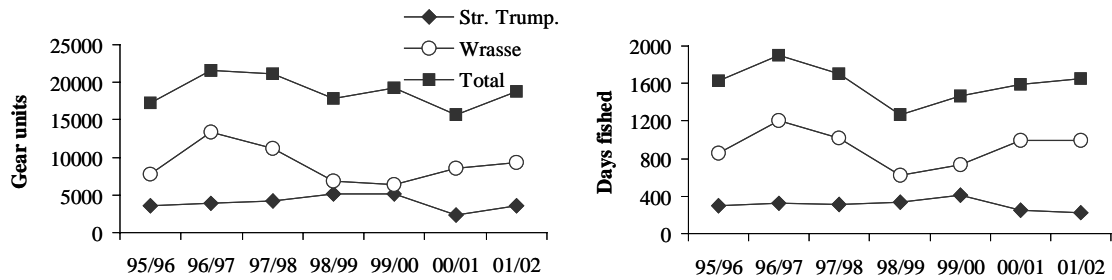 Str. Trump.
Wrasse
Total
Gear units
25000
20000
15000
10000
5000
0
95/96 96/97 97/98 98/99 99/00 00/01 01/02
Days fished
2000
1600
1200
800
400
0
95/96 96/97 97/98 98/99 99/00 00/01 01/02